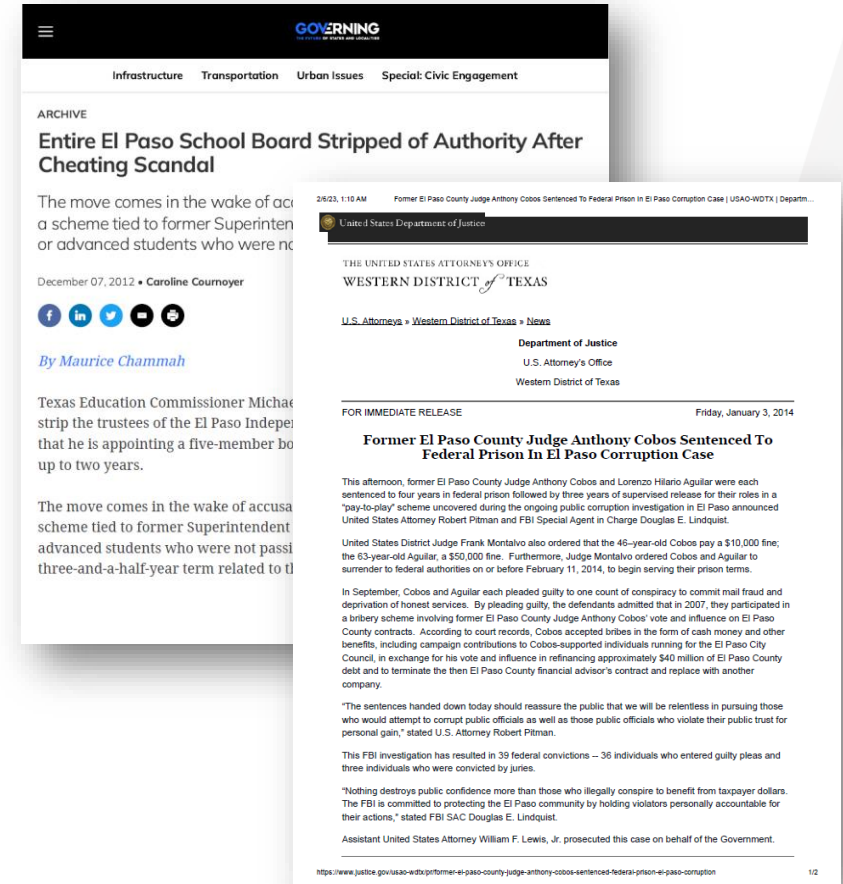 GOVERNING
THE FUTURE OF STATES AND LOCALITIES
Infrastructure Transportation Urban Issues Special: Civic Engagement
ARCHIVE
Entire El Paso School Board Stripped of Authority After
Cheating Scandal
The move comes in the wake of
a scheme tied to former
or advanced students who were
December 07, 2012 • Caroline Cournoyer
f in
By Maurice Chammah
Texas Education Commissioner
strip the trustees of the El Paso
that he is appointing a five-member
up to two years.
The move comes in the wake of
scheme tied to former Superintendent
advanced students who were not
three-and-a-half-year term related to
2/6/23, 1:10 AM Former El Paso County Judge Anthony Cobos Sentenced To Federal Prison In El Paso Corruption Case | USAO-WDTX | Departm...
United States Department of Justice
THE UNITED STATES ATTORNEY'S OFFICE
WESTERN DISTRICT of TEXAS
U.S. Attorneys » Western District of Texas » News
Department of Justice
U.S. Attorney's Office
Western District of Texas
FOR IMMEDIATE RELEASE Friday, January 3, 2014
Former El Paso County Judge Anthony Cobos Sentenced To
Federal Prison In El Paso Corruption Case
This afternoon, former El Paso County Judge Anthony Cobos and Lorenzo Hilario Aguilar were each
sentenced to four years in federal prison followed by three years of supervised release for their roles in a
“pay-to-play” scheme uncovered during the ongoing public corruption investigation in El Paso announced
United States Attorney Robert Pitman and FBI Special Agent in Charge Douglas E. Lindquist.
United States District Judge Frank Montalvo also ordered that the 46–year-old Cobos pay a $10,000 fine;
the 63-year-old Aguilar, a $50,000 fine. Furthermore, Judge Montalvo ordered Cobos and Aguilar to
surrender to federal authorities on or before February 11, 2014, to begin serving their prison terms.
In September, Cobos and Aguilar each pleaded guilty to one count of conspiracy to commit mail fraud and
deprivation of honest services. By pleading guilty, the defendants admitted that in 2007, they participated in
a bribery scheme involving former El Paso County Judge Anthony Cobos' vote and influence on El Paso
County contracts. According to court records, Cobos accepted bribes in the form of cash money and other
benefits, including campaign contributions to Cobos-supported individuals running for the El Paso City
Council, in exchange for his vote and influence in refinancing approximately $40 million of El Paso County
debt and to terminate the then El Paso County financial advisor's contract and replace with another
company.
“The sentences handed down today should reassure the public that we will be relentless in pursuing those
who would attempt to corrupt public officials as well as those public officials who violate their public trust for
personal gain,” stated U.S. Attorney Robert Pitman.
This FBI investigation has resulted in 39 federal convictions -- 36 individuals who entered guilty pleas and
three individuals who were convicted by juries.
“Nothing destroys public confidence more than those who illegally conspire to benefit from taxpayer dollars.
The FBI is committed to protecting the El Paso community by holding violators personally accountable for
their actions,” stated FBI SAC Douglas E. Lindquist.
Assistant United States Attorney William F. Lewis, Jr. prosecuted this case on behalf of the Government.
https://www.justice.gov/usao-wdtx/pr/former-el-paso-county-judge-anthony-cobos-sentenced-federal-prison-el-paso-corruption 1/2